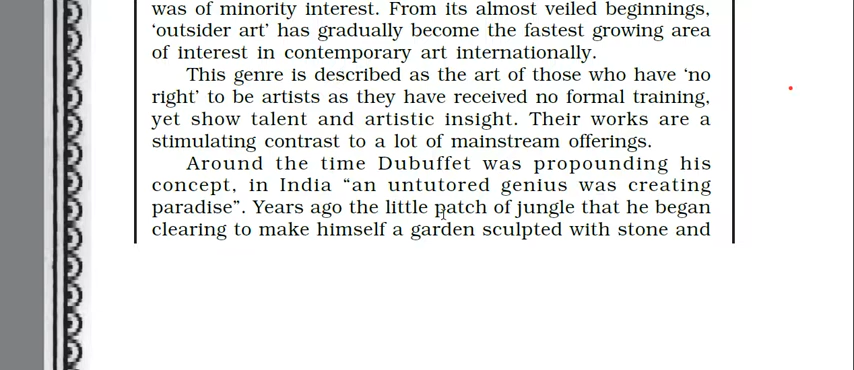 was of minority interest. From its almost veiled beginnings,
‘outsider art’ has gradually become the fastest growing area
of interest in contemporary art internationally.
This genre is described as the art of those who have ‘no
right’ to be artists as they have received no formal training,
yet show talent and artistic insight. Their works are a
stimulating contrast to a lot of mainstream offerings.
Around the time Dubuffet was propounding his
concept, in India “an untutored genius was creating
paradise”. Years ago the little patch of jungle that he began
clearing to make himself a garden sculpted with stone and